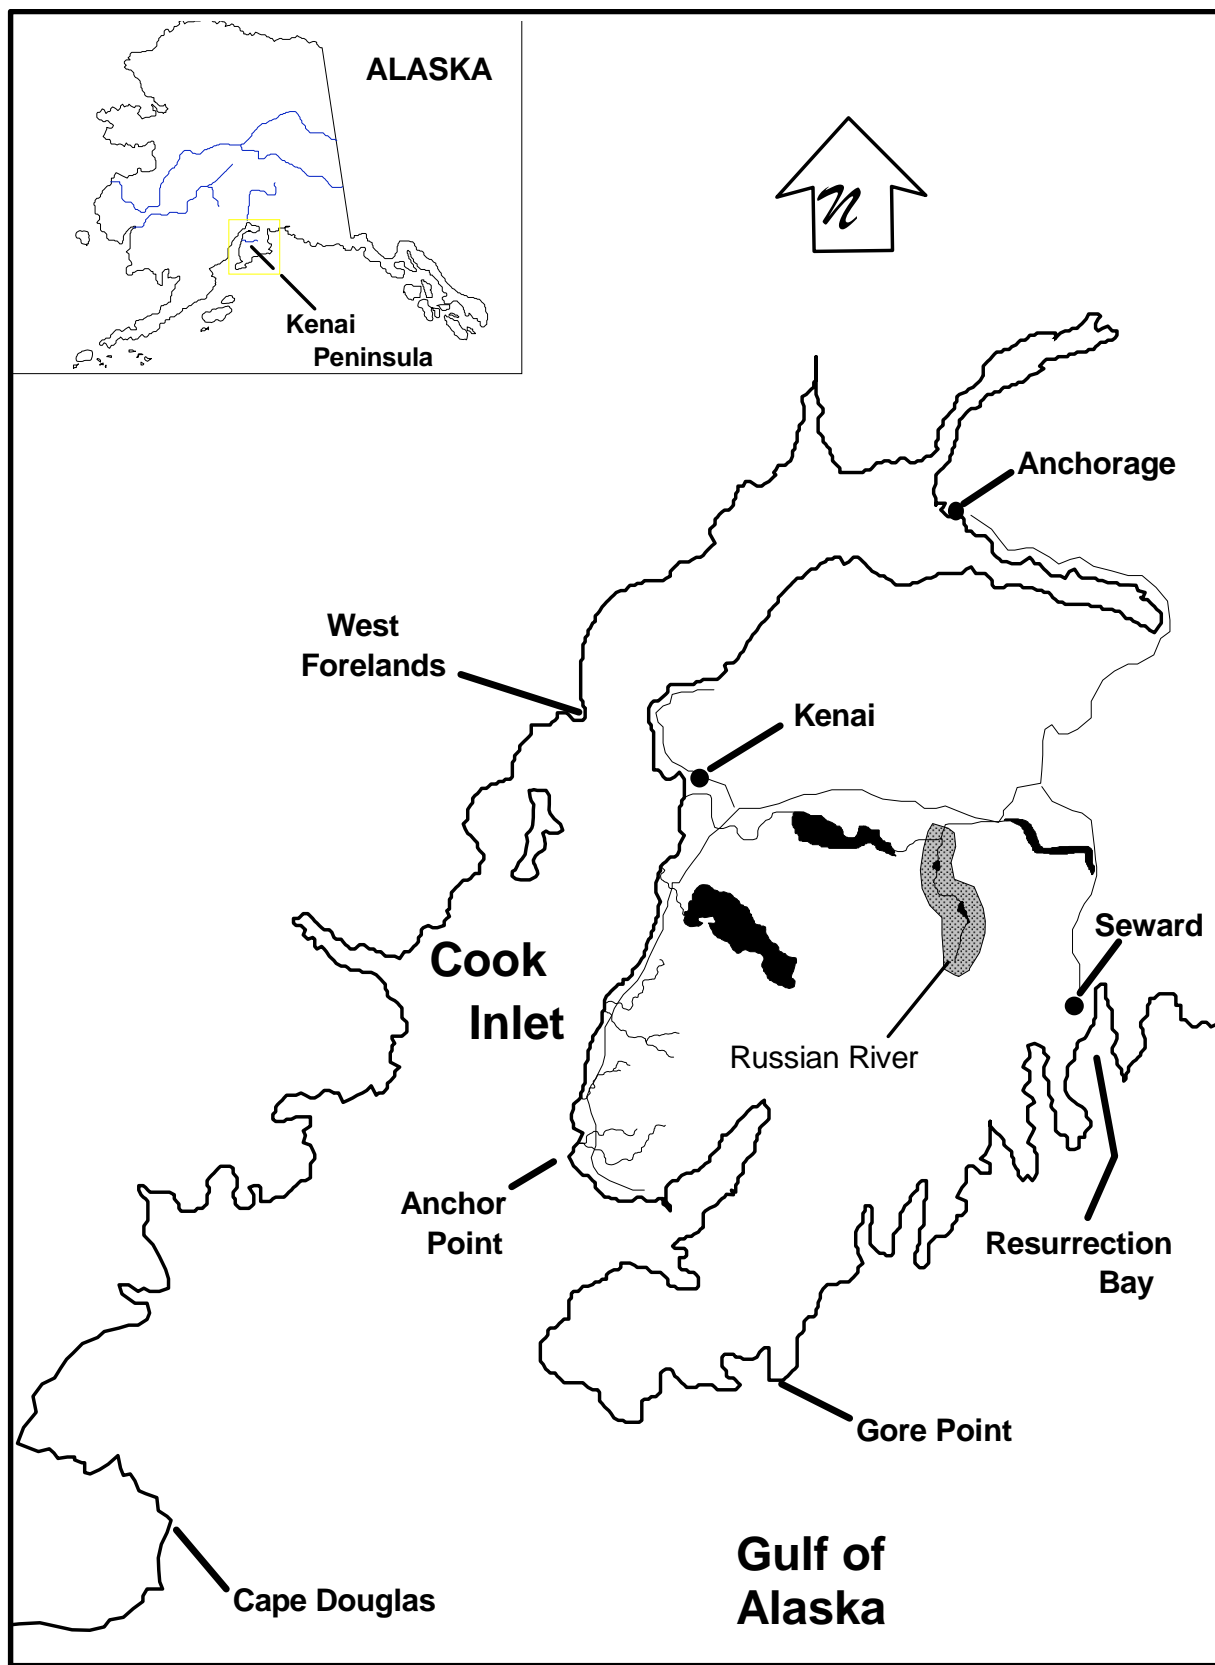 ALASKA
Kenai
Peninsula
n
Anchorage
West
Forelands
Kenai
Seward
Cook
Inlet
Russian River
Anchor
Point
Resurrection
Bay
Gore Point
Gulf of
Alaska
Cape Douglas